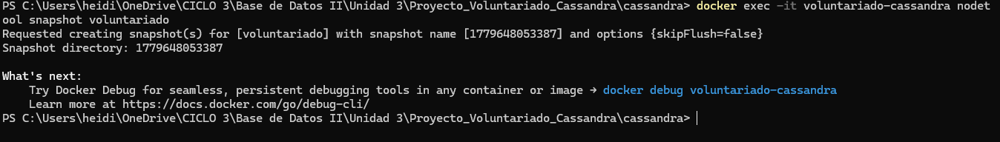 PS C:\Users\heidi\OneDrive\CICLO 3\Base de Datos II\Unidad 3\Proyecto_Voluntariado_Cassandra\cassandra> docker exec -it voluntariado-cassandra nodet
ool snapshot voluntariado
Requested creating snapshot(s) for [voluntariado] with snapshot name [1779648053387] and options {skipFlush=false}
Snapshot directory: 1779648053387
What's next:
Try Docker Debug for seamless, persistent debugging tools in any container or image → docker debug voluntariado-cassandra
Learn more at https://docs.docker.com/go/debug-cli/
PS C:\Users\heidi\OneDrive\CICLO 3\Base de Datos II\Unidad 3\Proyecto_Voluntariado_Cassandra\cassandra>